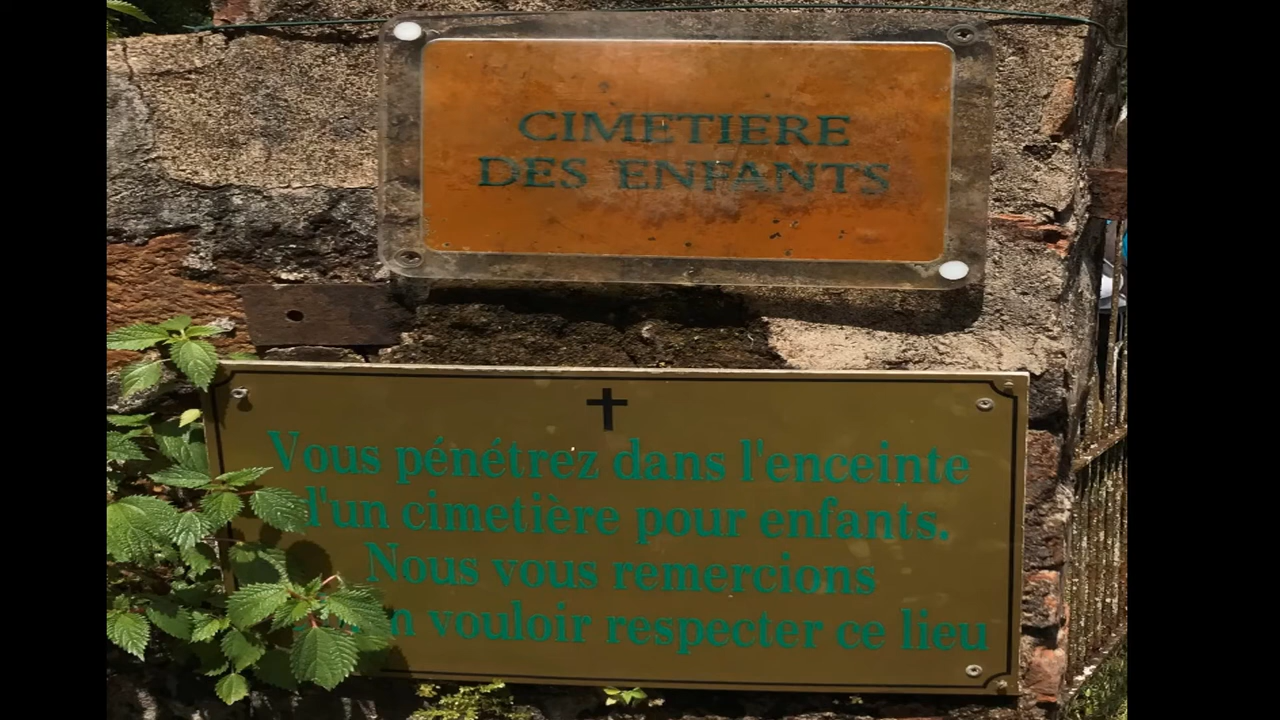 CIMETIERE
DES ENFANTS
Vous pénétrez dans l'enceinte
d'un cimetière pour enfants.
Nous vous remercions
vouloir respecter ce lieu